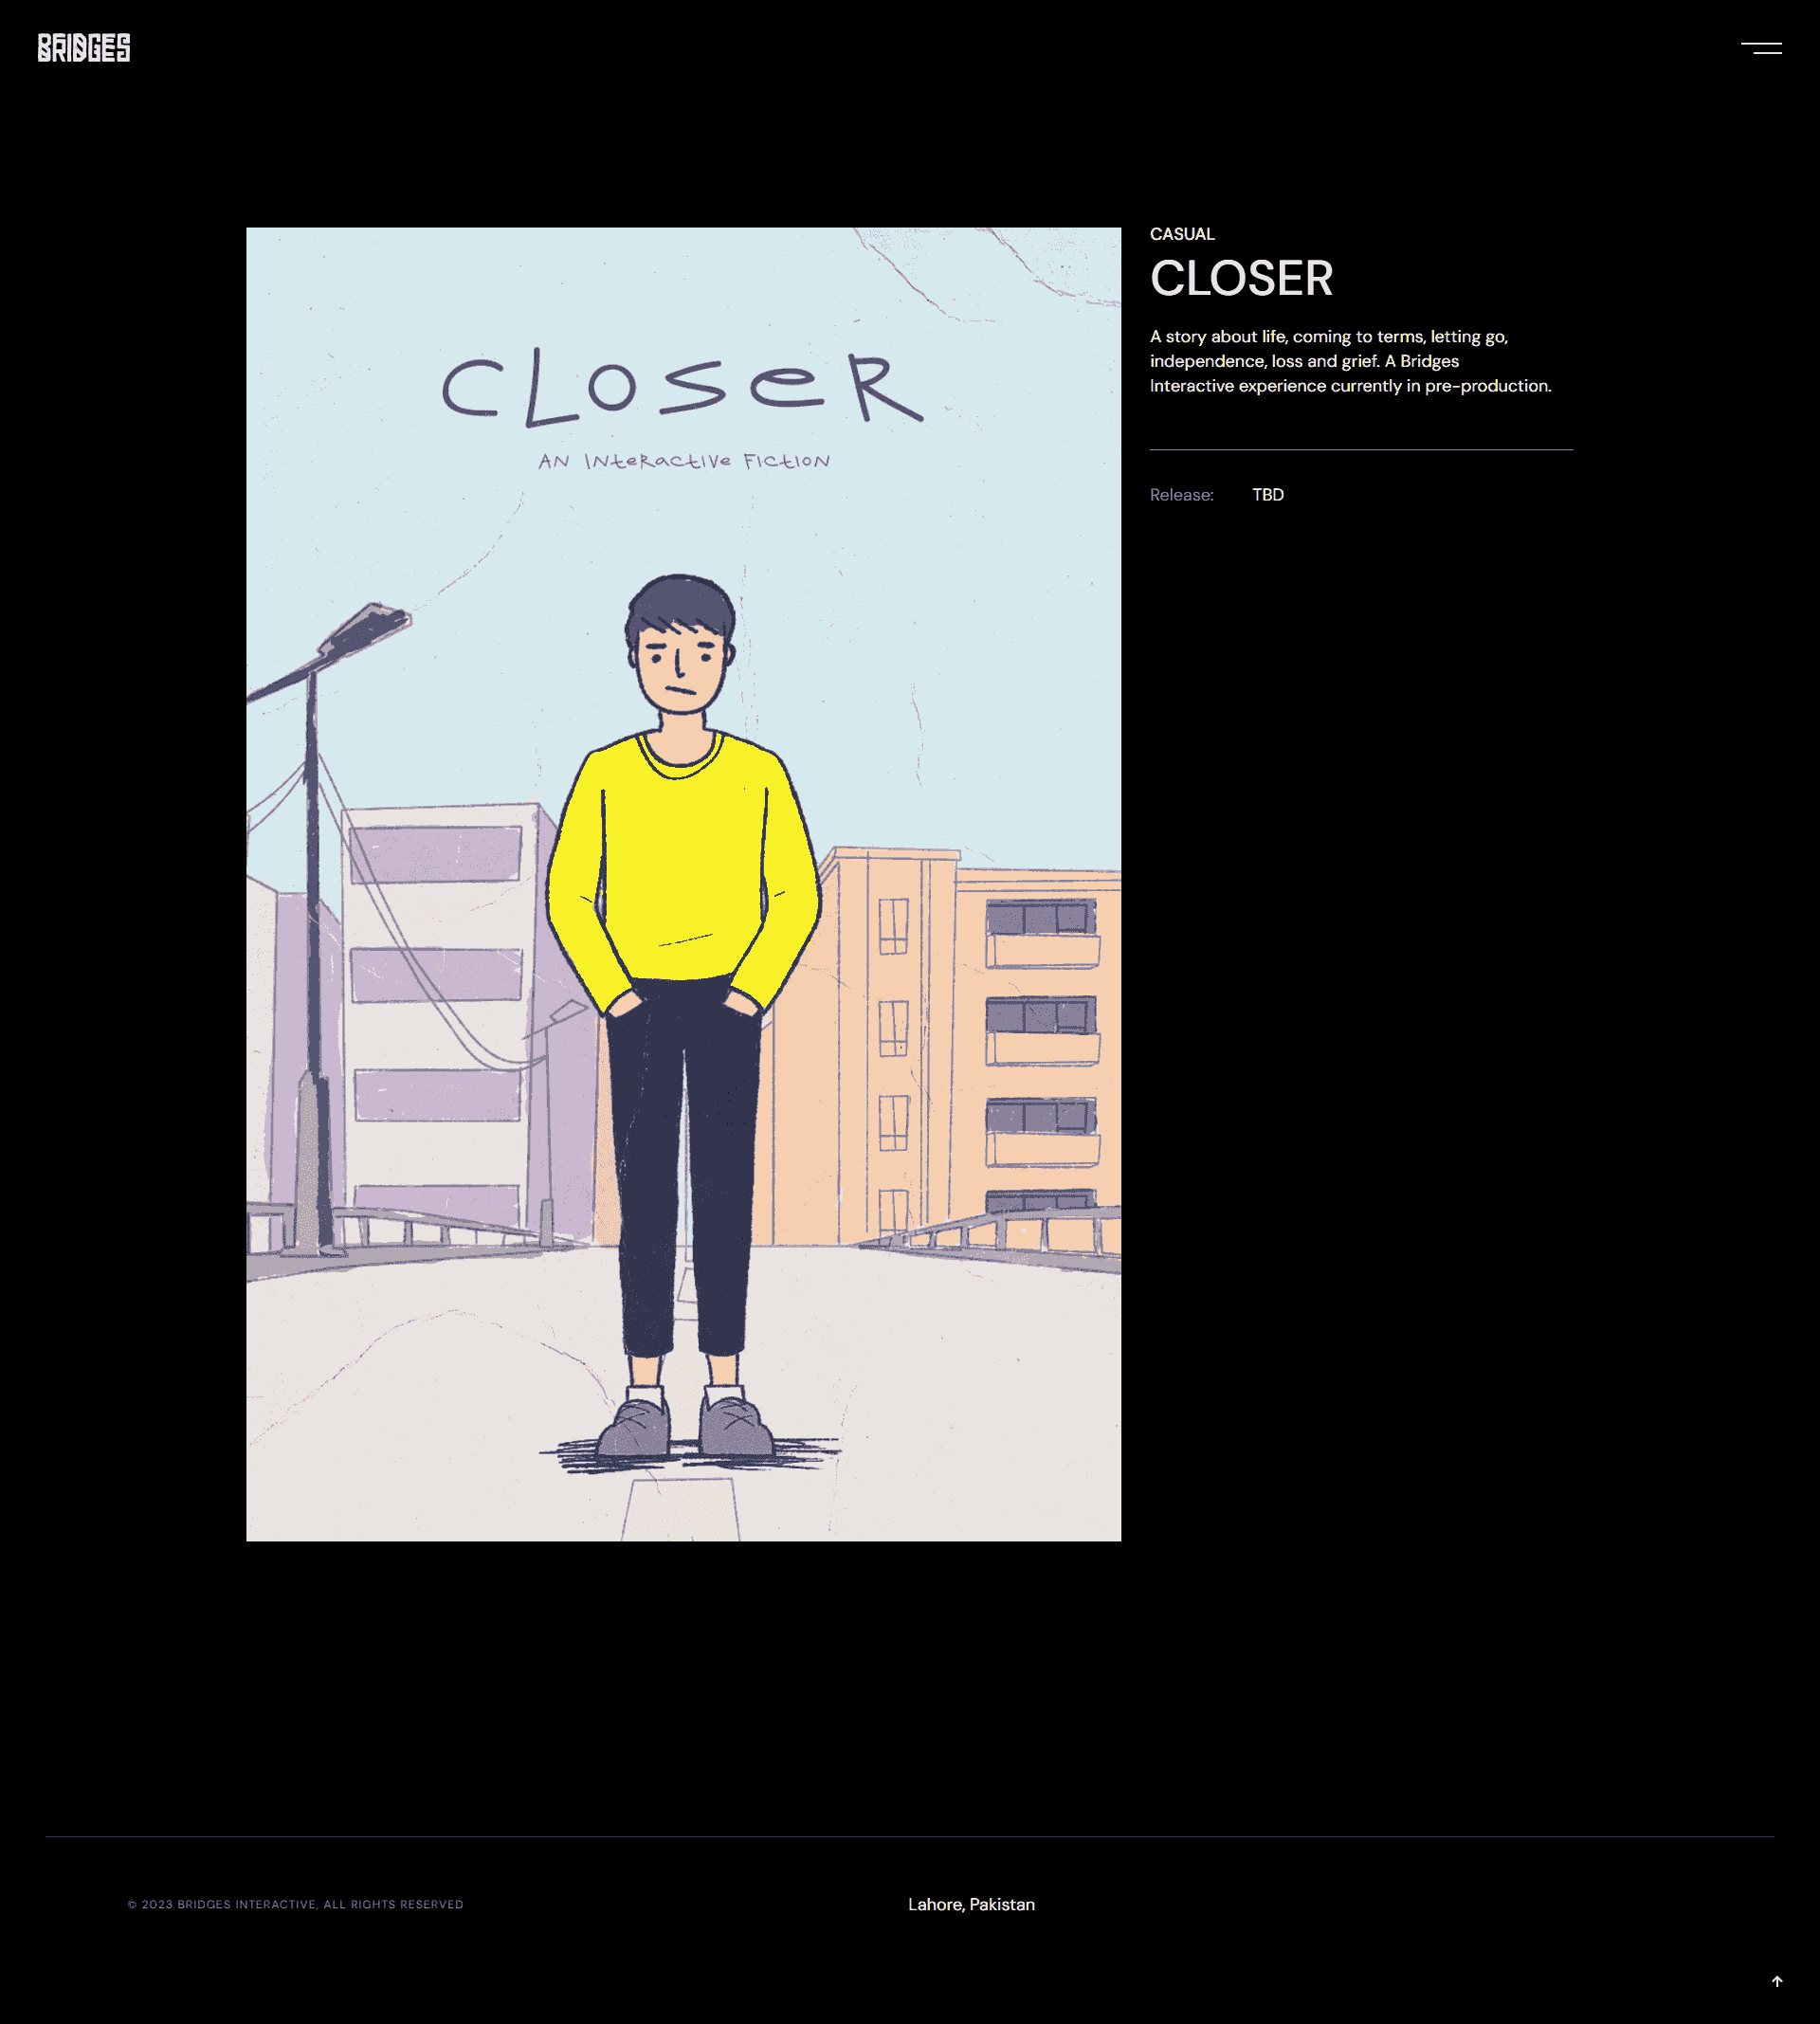 BRIDGES
CLOSER
AN INTERACTIVE FICTION
CASUAL
CLOSER
A story about life, coming to terms, letting go,
independence, loss and grief. A Bridges
Interactive experience currently in pre-production.
Release: TBD
© 2023 BRIDGES INTERACTIVE, ALL RIGHTS RESERVED
Lahore, Pakistan